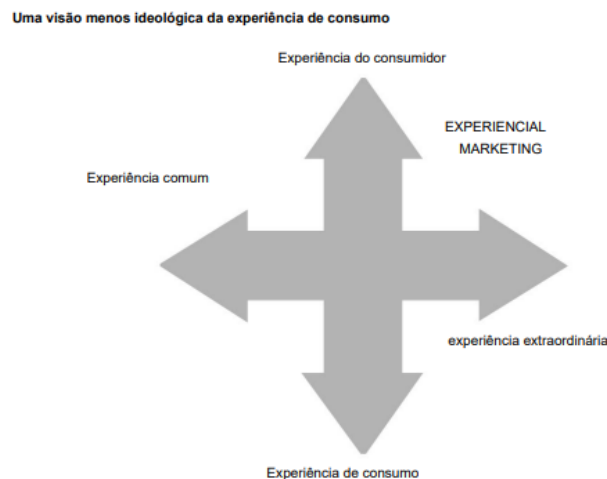 Uma visão menos ideológica da experiência de consumo
Experiência do consumidor
EXPERIENCIAL
MARKETING
Experiência comum
experiência extraordinária
Experiência de consumo